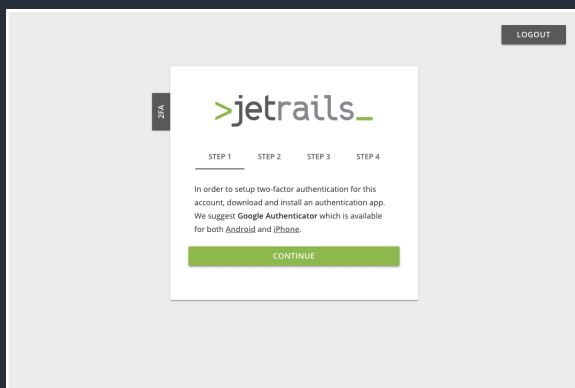 LOGOUT
2FA
>jetrails_
STEP 1 STEP 2 STEP 3 STEP 4
In order to setup two-factor authentication for this
account, download and install an authentication app.
We suggest Google Authenticator which is available
for both Android and iPhone.
CONTINUE